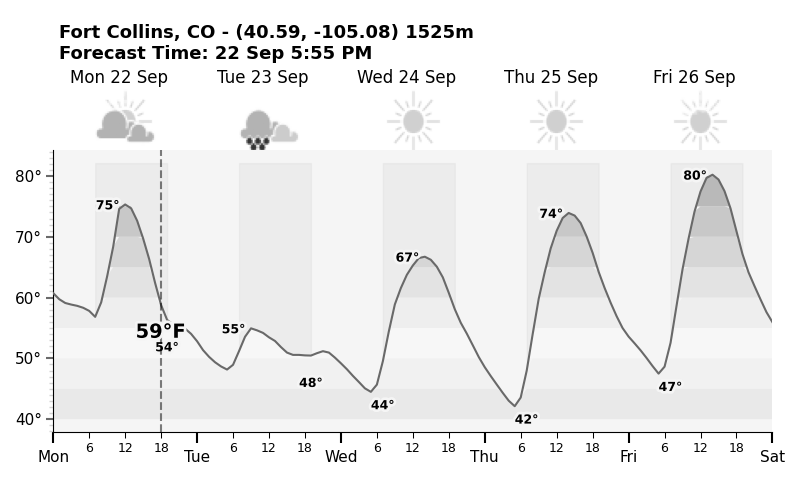 Fort Collins, CO - (40.59, -105.08) 1525m
Forecast Time: 22 Sep 5:55 PM
Mon 22 Sep Tue 23 Sep Wed 24 Sep Thu 25 Sep Fri 26 Sep
80°
80°
75°
74°
70°
67°
60°
55°
59°F
54°
50°
48°
47°
44°
42°
40°
6 12 18 6 12 18 6 12 18 6 12 18 6 12 18
Mon Tue Wed Thu Fri Sat